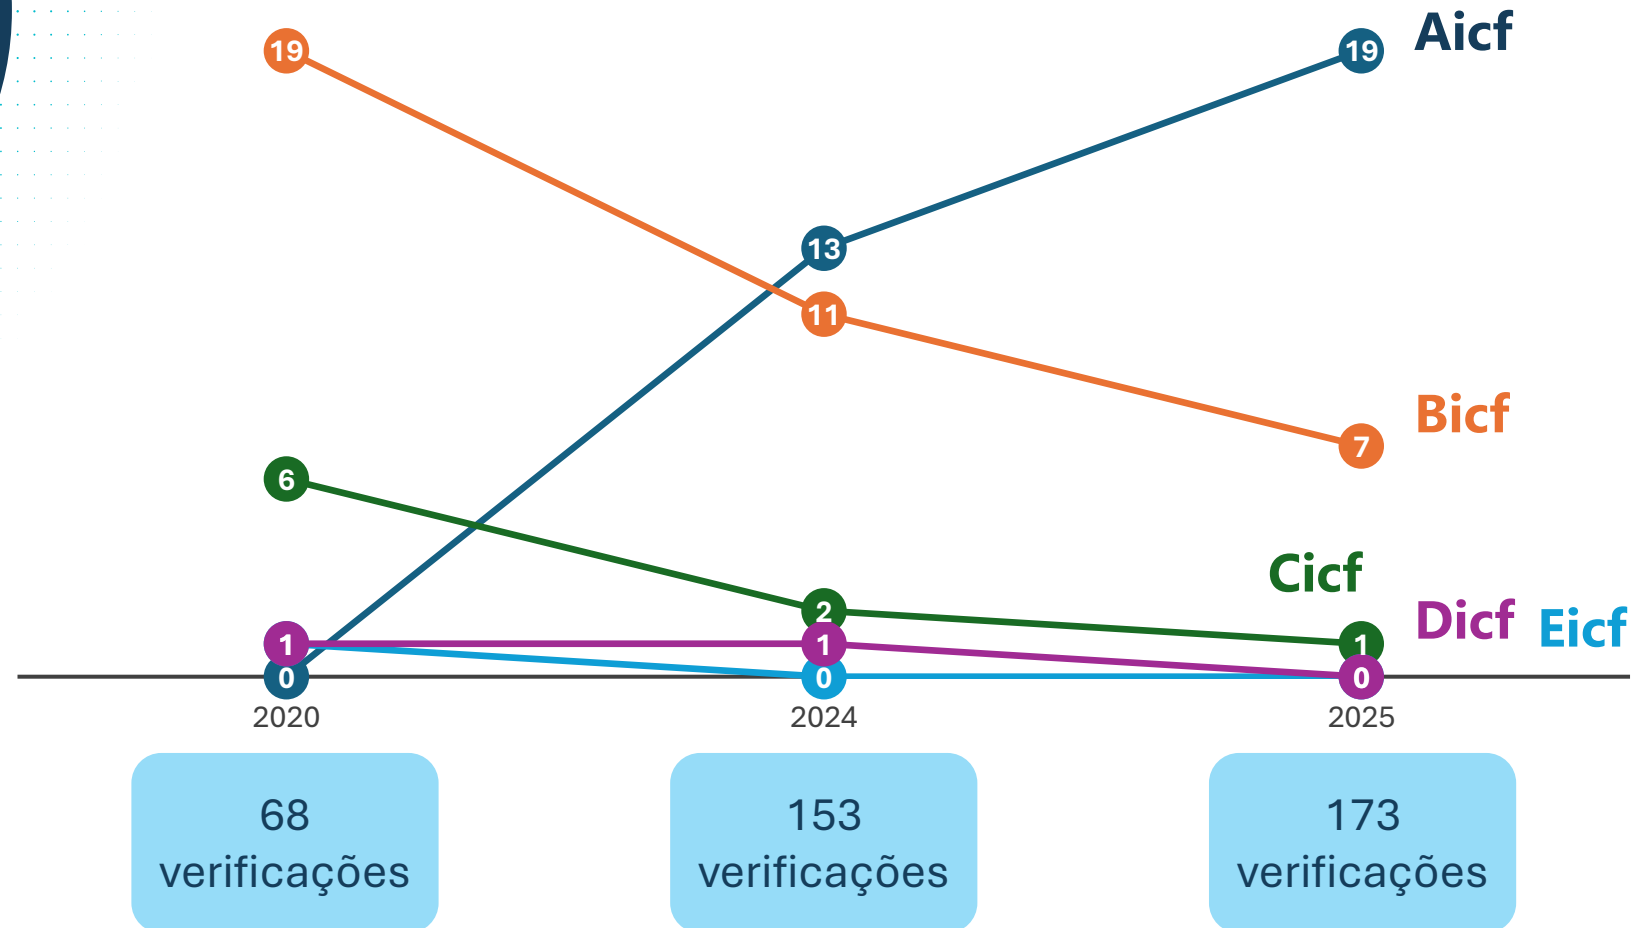 19
19
Aicf
13
11
Bicf
7
6
Cicf
2
1
Dicf
Eicf
1
1
0
0
0
2020
2024
2025
68
verificações
153
verificações
173
verificações